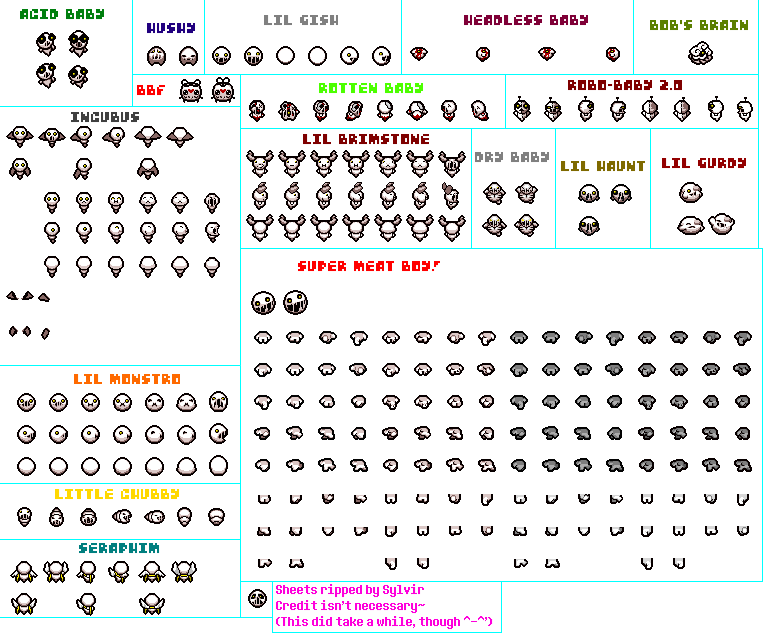 ACID BABY
HUSHY
LIL GISH
HEADLESS BABY
BOB'S BRAIN
BBF
ROTTEN BABY
ROBO-BABY 2.0
INCUBUS
LIL BRIMSTONE
DRY BABY
LIL HAUNT
LIL GURDY
SUPER MEAT BOY!
LIL MONSTRO
LITTLE CHUBBY
SERAPHIM
Sheets ripped by Sylvir
Credit isn't necessary~
(This did take a while, though ^-^")